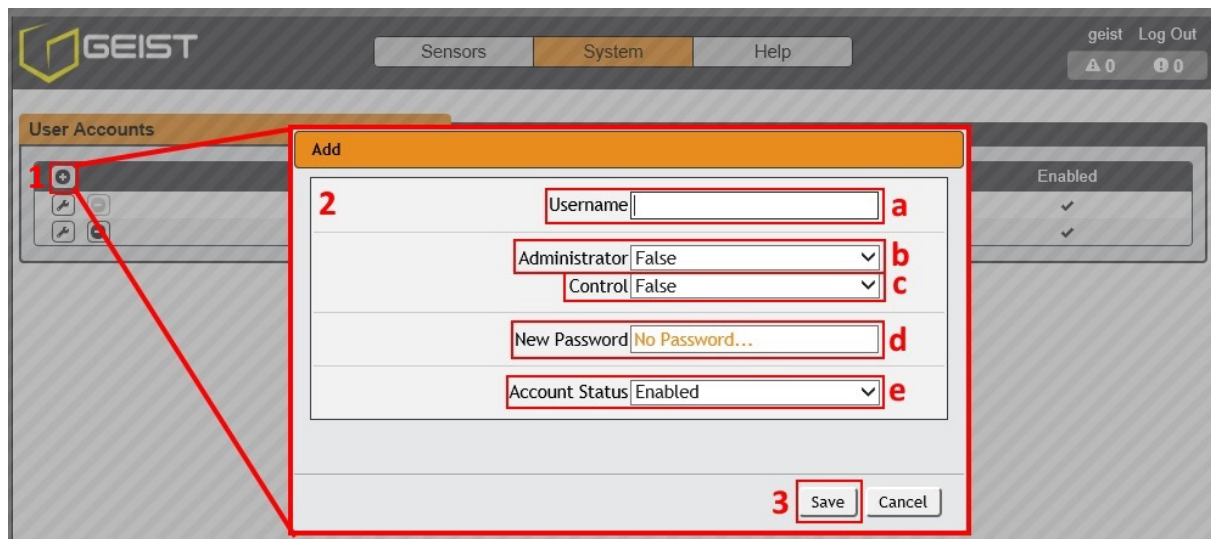 GEIST
Sensors System Help
geist Log Out
0 0
User Accounts
1 Enabled
Add
2
Username a
Administrator False b
Control False c
New Password No Password... d
Account Status Enabled e
3 Save Cancel